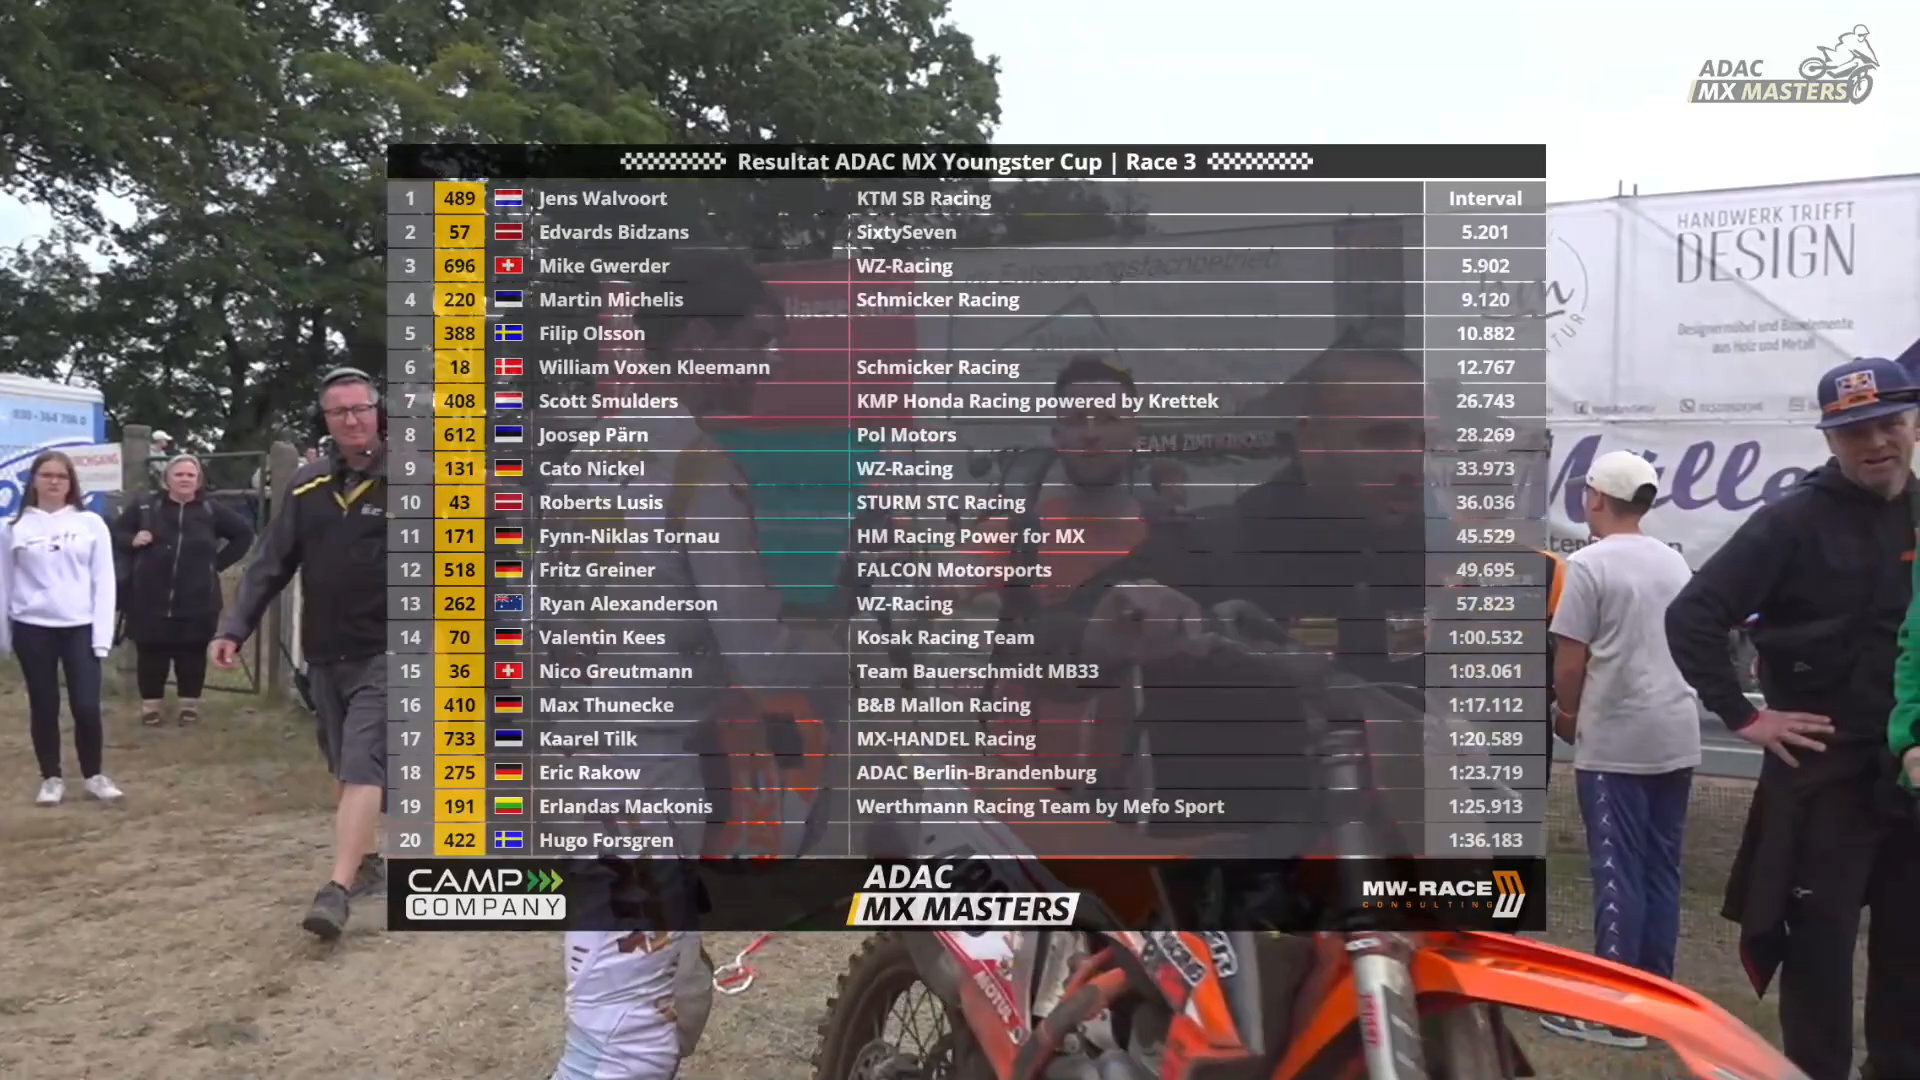 ADAC
MX MASTERS
Resultat ADAC MX Youngster Cup | Race 3
1 489 Jens Walvoort KTM SB Racing Interval
2 57 Edvards Bidzans SixtySeven 5.201
3 696 Mike Gwerder WZ-Racing 5.902
4 220 Martin Michelis Schmicker Racing 9.120
5 388 Filip Olsson 10.882
6 18 William Voxen Kleemann Schmicker Racing 12.767
7 408 Scott Smulders KMP Honda Racing powered by Krettek 26.743
8 612 Joosep Pärn Pol Motors 28.269
9 131 Cato Nickel WZ-Racing 33.973
10 43 Roberts Lusis STURM STC Racing 36.036
11 171 Fynn-Niklas Tornau HM Racing Power for MX 45.529
12 518 Fritz Greiner FALCON Motorsports 49.695
13 262 Ryan Alexanderson WZ-Racing 57.823
14 70 Valentin Kees Kosak Racing Team 1:00.532
15 36 Nico Greutmann Team Bauerschmidt MB33 1:03.061
16 410 Max Thunecke B&B Mallon Racing 1:17.112
17 733 Kaarel Tilk MX-HANDEL Racing 1:20.589
18 275 Eric Rakow ADAC Berlin-Brandenburg 1:23.719
19 191 Erlandas Mackonis Werthmann Racing Team by Mefo Sport 1:25.913
20 422 Hugo Forsgren 1:36.183
CAMP
COMPANY
ADAC
MX MASTERS
MW-RACE
CONSULTING
HANDWERK TRIFFT
DESIGN
Designermöbel und Bauelemente
aus Holz und Metall
MOTUL